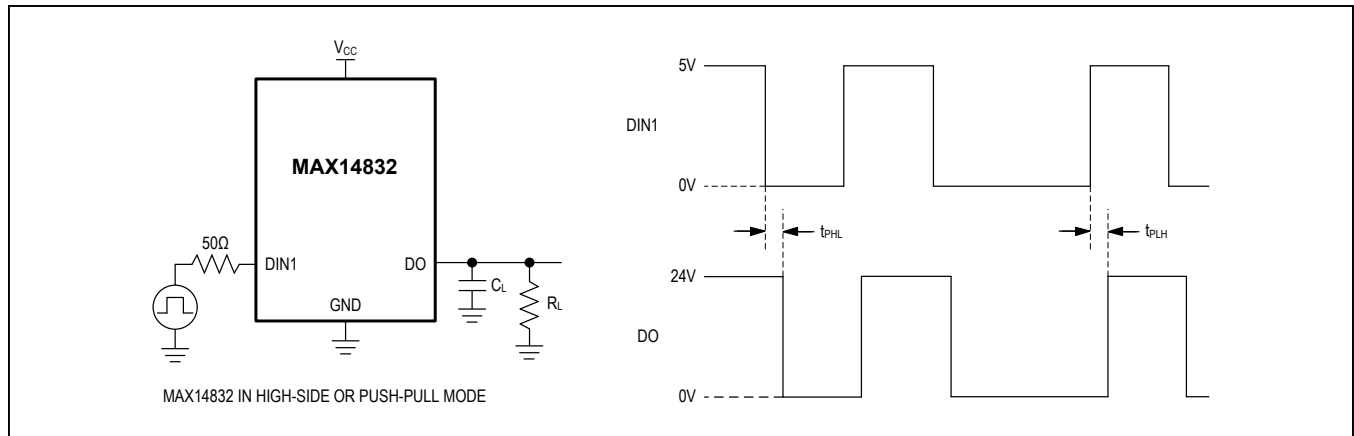 VCC
MAX14832
50Ω
DIN1
DO
GND
CL
RL
MAX14832 IN HIGH-SIDE OR PUSH-PULL MODE
5V
DIN1
0V
tPHL
tPLH
24V
DO
0V